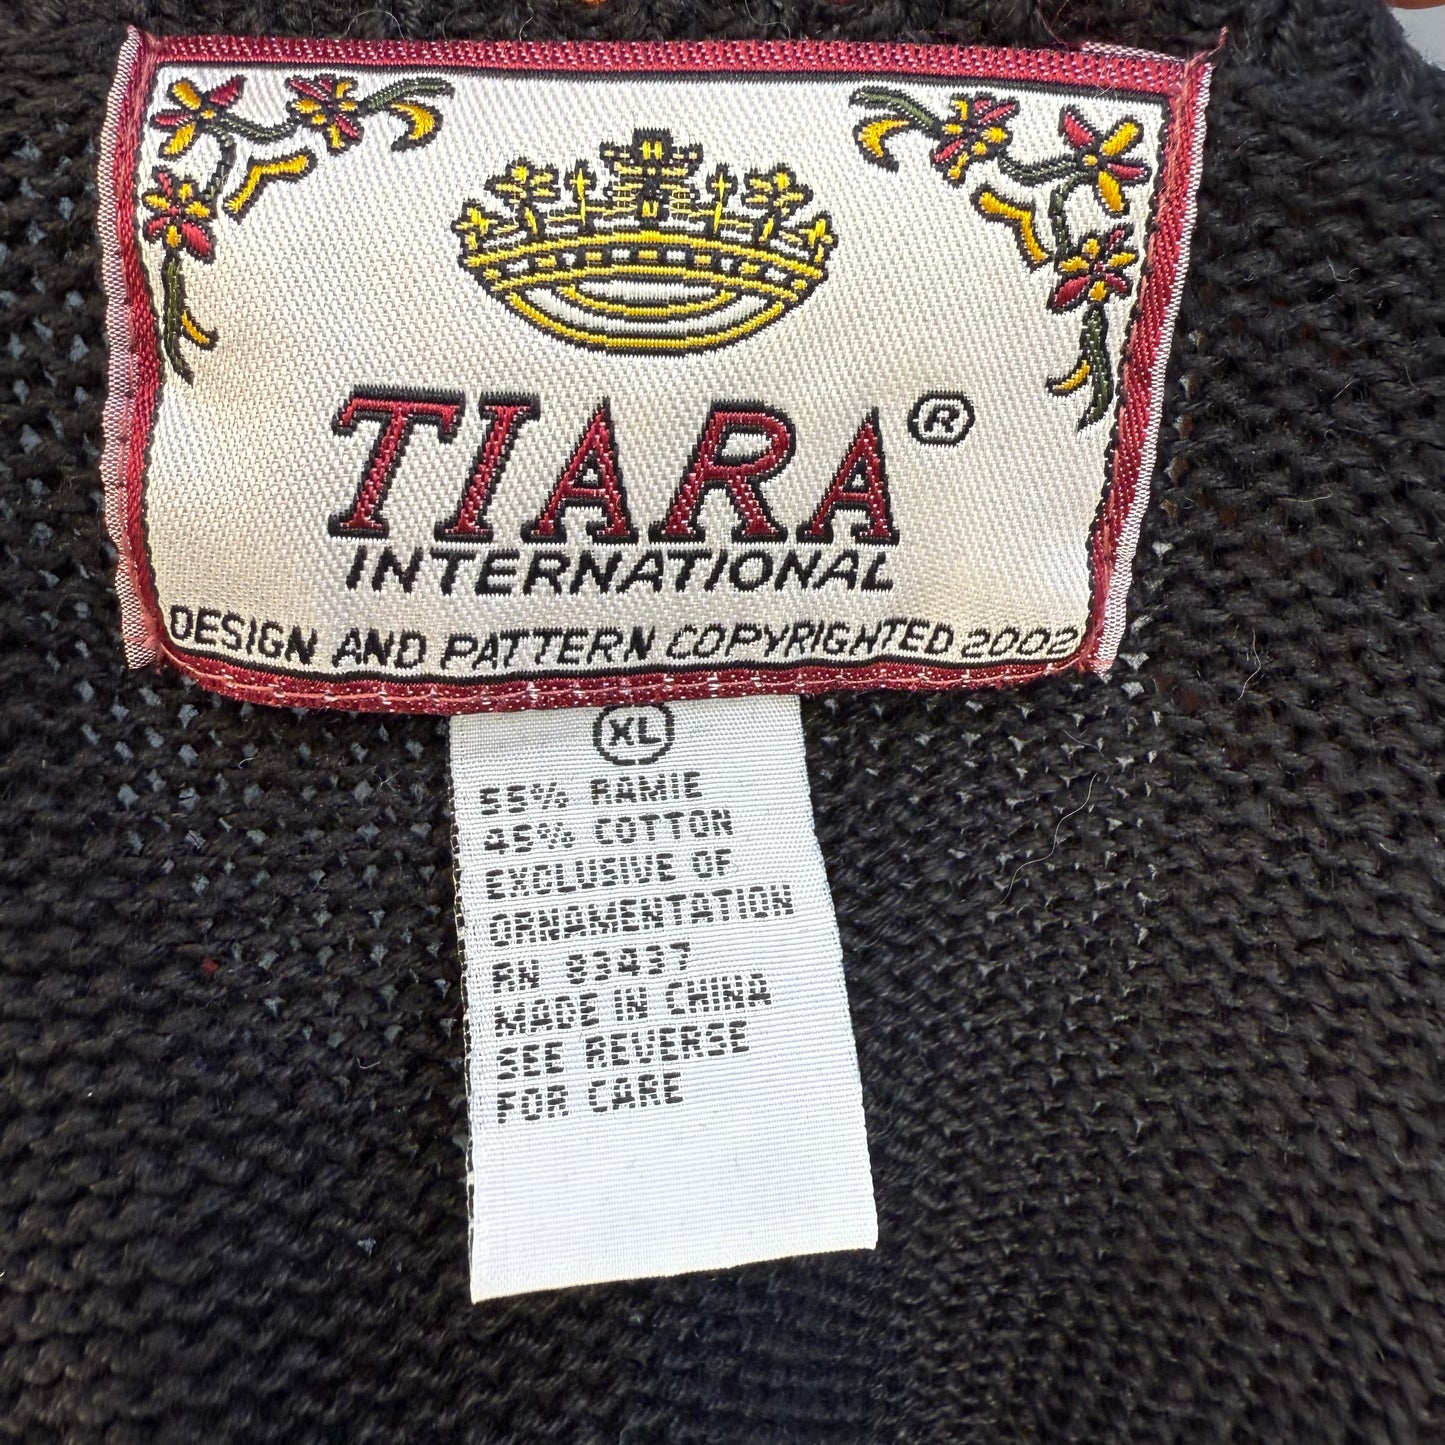 TIARA®
INTERNATIONAL
DESIGN AND PATTERN COPYRIGHTED 2002
XL
55% RAMIE
45% COTTON
EXCLUSIVE OF
ORNAMENTATION
RN 93437
MADE IN CHINA
SEE REVERSE
FOR CARE